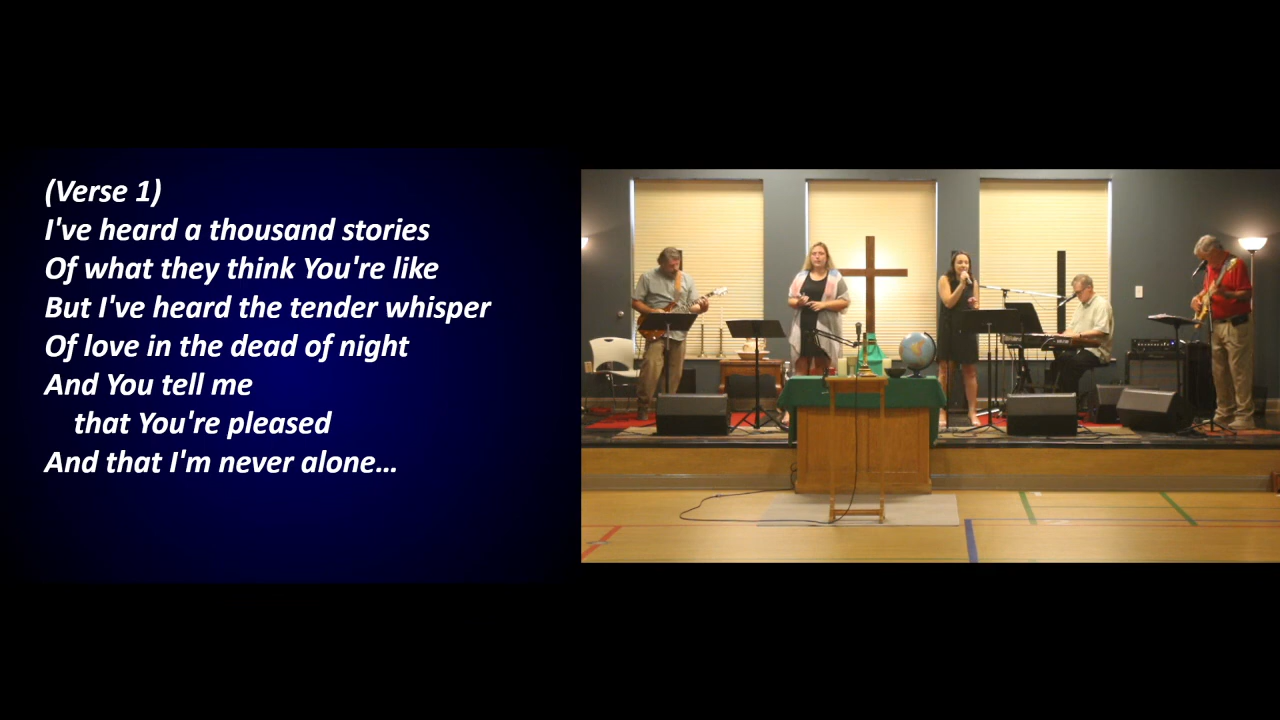 (Verse 1)
I've heard a thousand stories
Of what they think You're like
But I've heard the tender whisper
Of love in the dead of night
And You tell me
that You're pleased
And that I'm never alone...